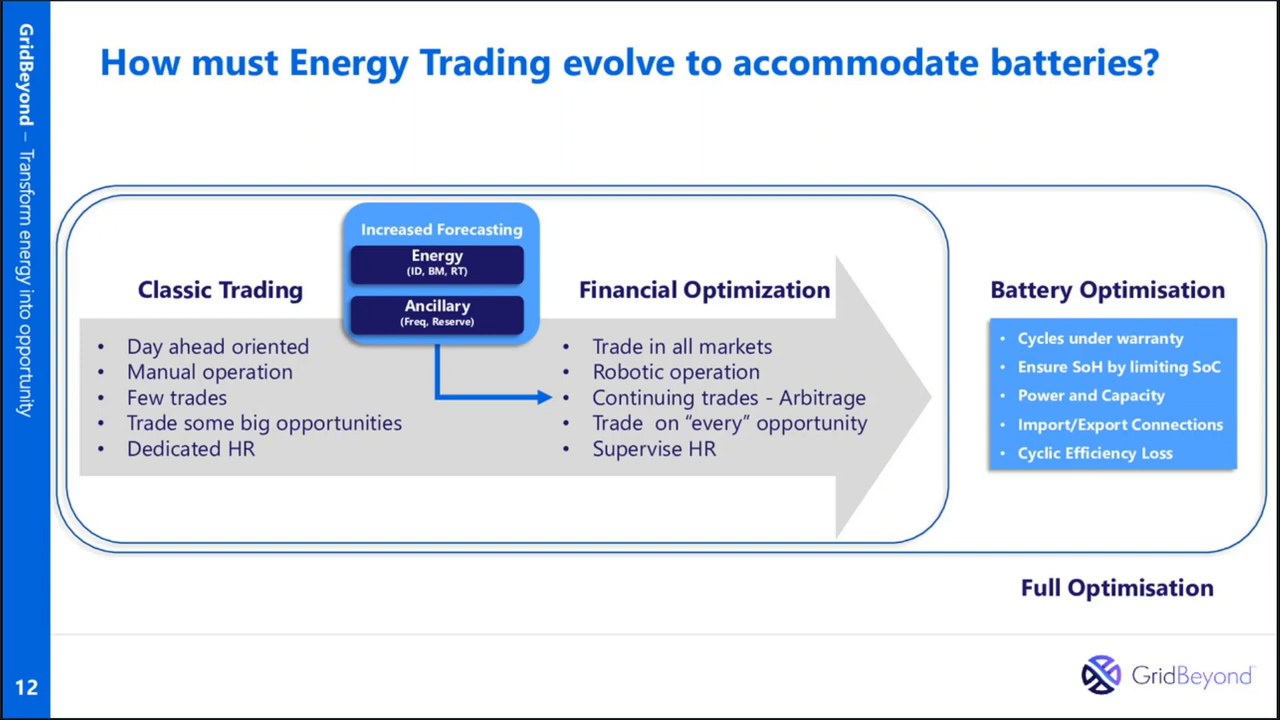 GridBeyond – Transform energy into opportunity
How must Energy Trading evolve to accommodate batteries?
Increased Forecasting
Energy
(ID, BM, RT)
Ancillary
(Freq, Reserve)
Classic Trading
• Day ahead oriented
• Manual operation
• Few trades
• Trade some big opportunities
• Dedicated HR
Financial Optimization
• Trade in all markets
• Robotic operation
• Continuing trades - Arbitrage
• Trade on “every” opportunity
• Supervise HR
Battery Optimisation
• Cycles under warranty
• Ensure SoH by limiting SoC
• Power and Capacity
• Import/Export Connections
• Cyclic Efficiency Loss
Full Optimisation
12
GridBeyond